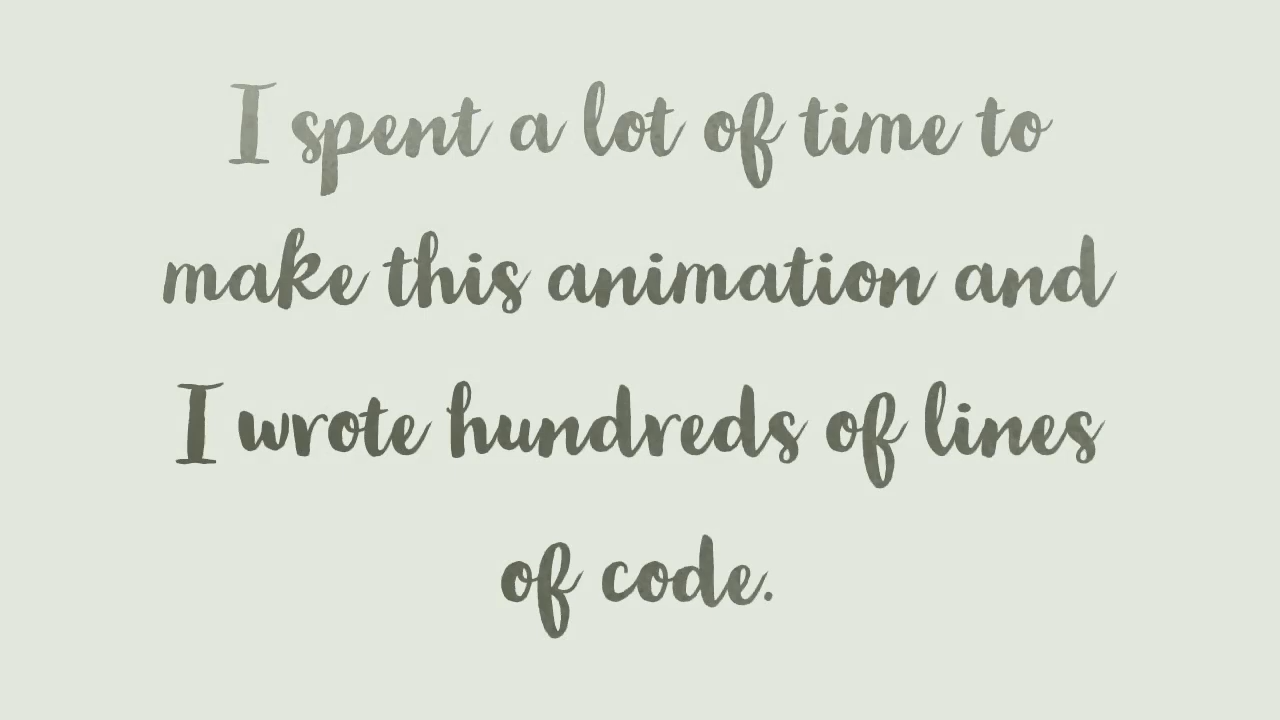 I spent a lot of time to
make this animation and
I wrote hundreds of lines
of code.